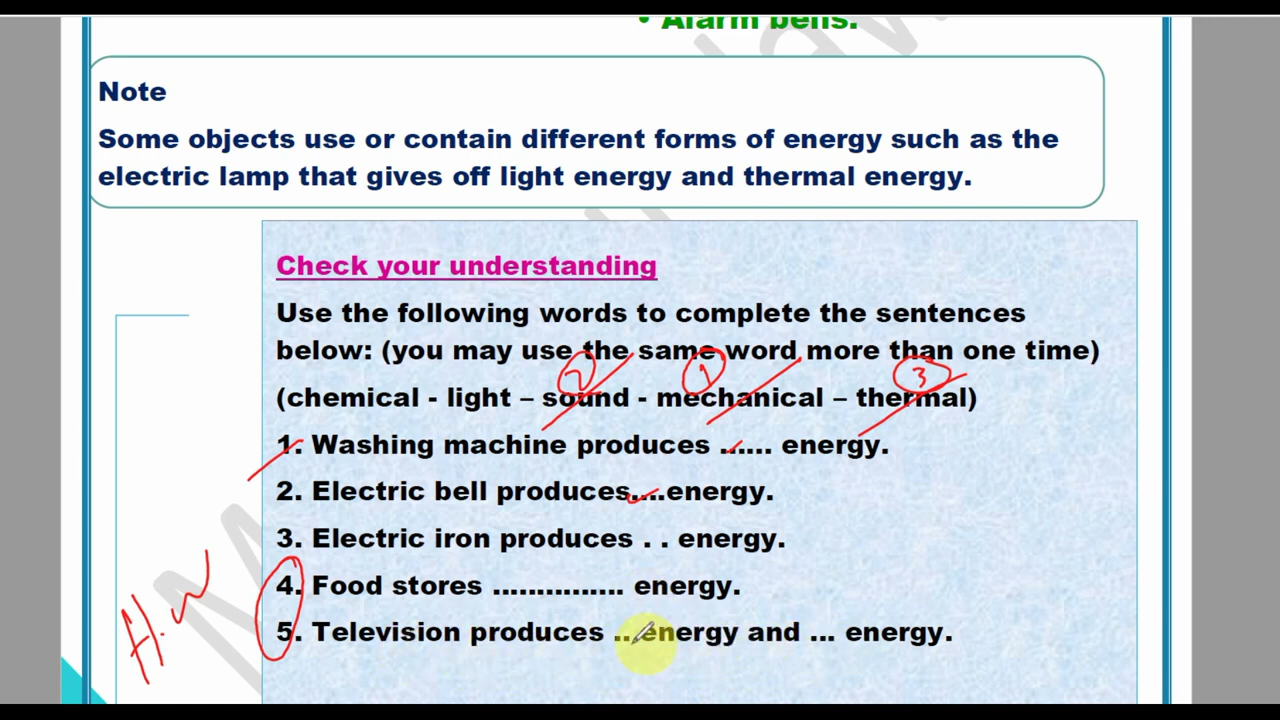 • Alarm bells.
Note
Some objects use or contain different forms of energy such as the
electric lamp that gives off light energy and thermal energy.
Check your understanding
Use the following words to complete the sentences
below: (you may use the same word more than one time)
2 1 3
(chemical - light – sound - mechanical – thermal)
1. Washing machine produces ...... energy.
2. Electric bell produces....energy.
3. Electric iron produces . . energy.
4. Food stores ............... energy.
5. Television produces ...energy and ... energy.
H.W